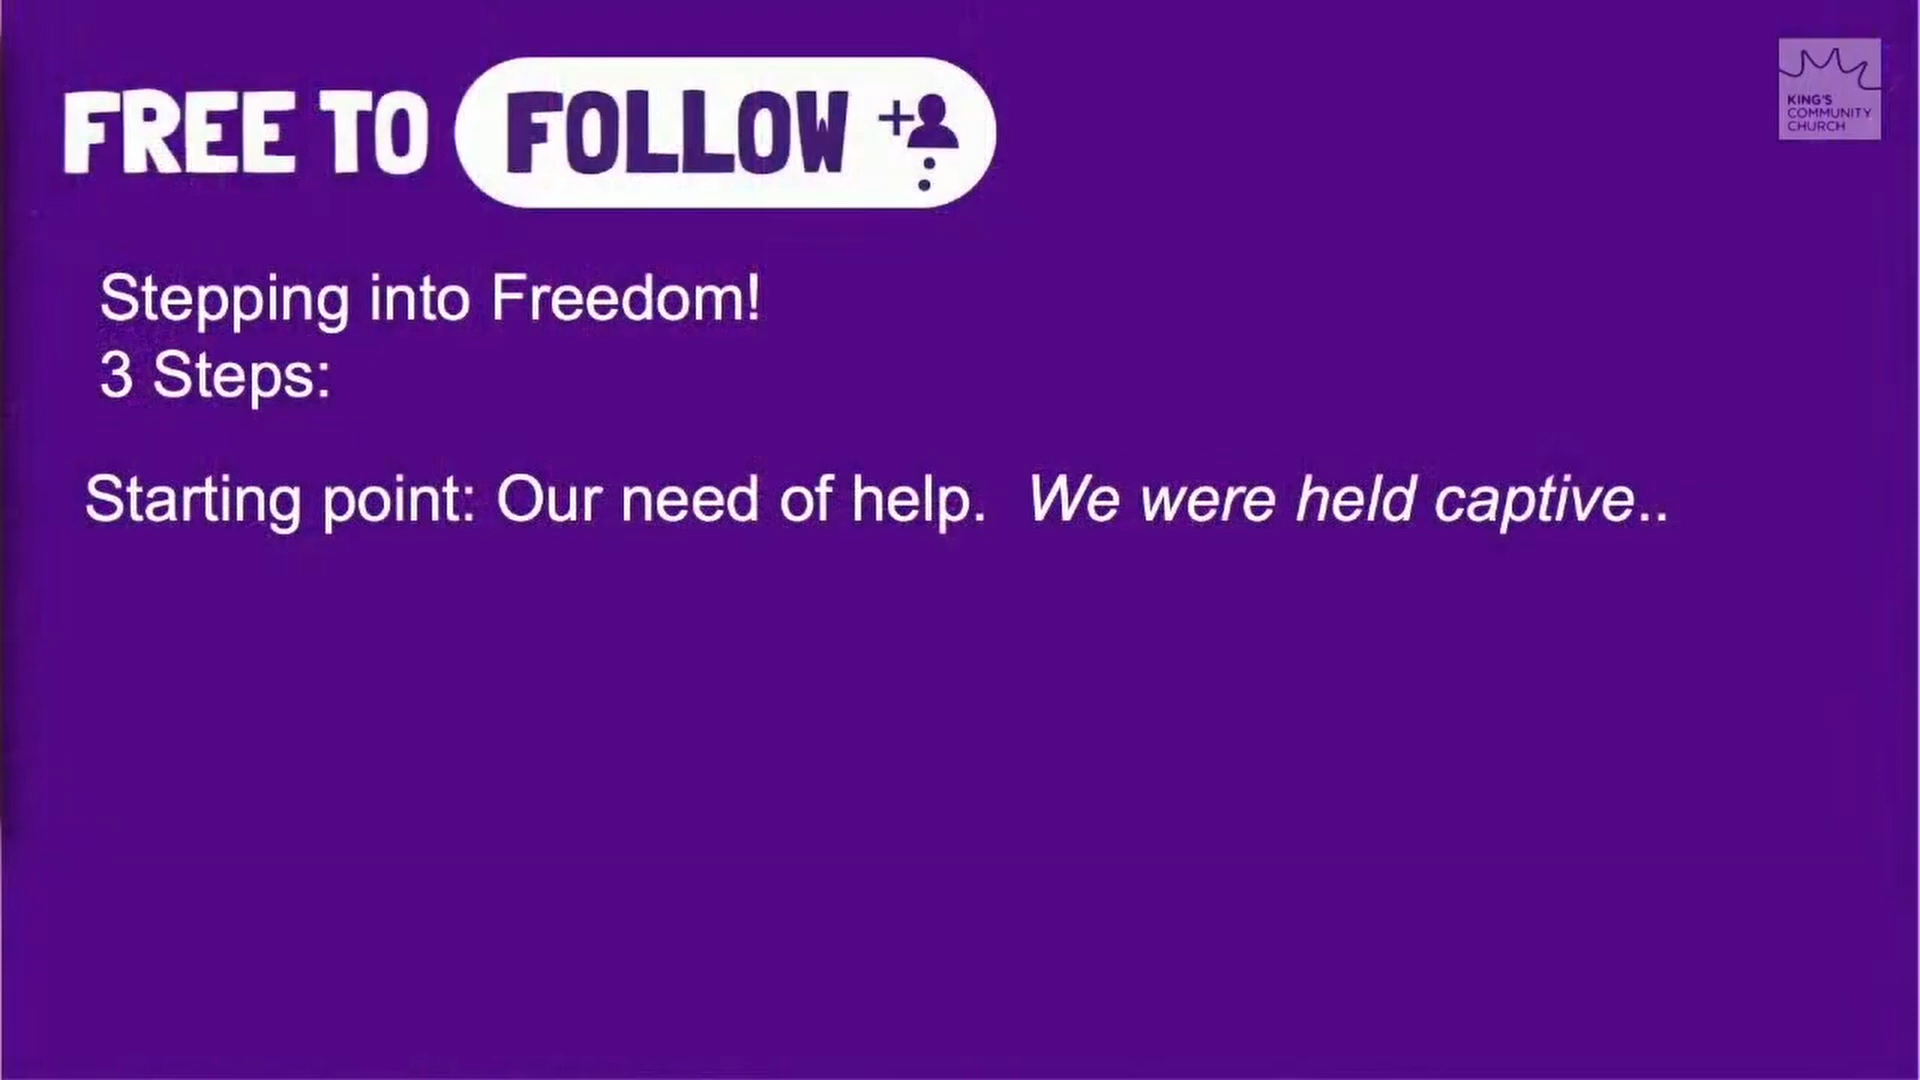 FREE TO FOLLOW
KING'S
COMMUNITY
CHURCH
Stepping into Freedom!
3 Steps:
Starting point: Our need of help. We were held captive..